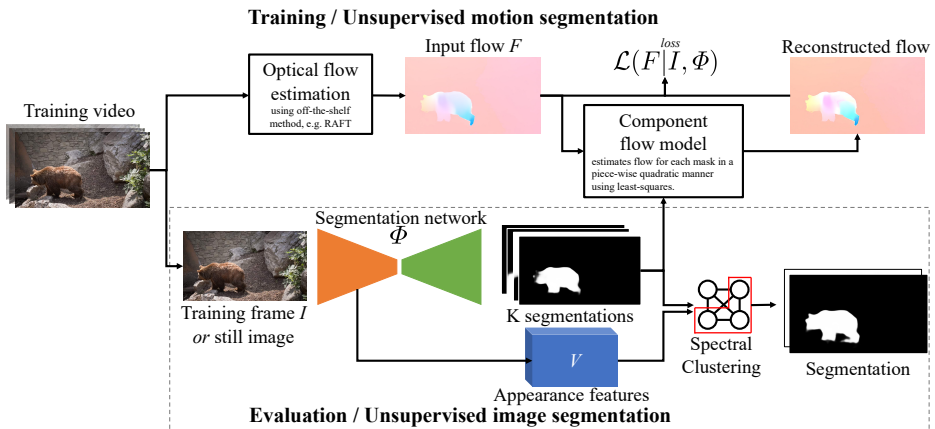 Training / Unsupervised motion segmentation
Training video
Optical flow
estimation
using off-the-shelf
method, e.g. RAFT
Input flow F
loss
ℒ(F|I, Φ)
Reconstructed flow
Component
flow model
estimates flow for each mask in a
piece-wise quadratic manner
using least-squares.
Segmentation network
Φ
Training frame I
or still image
K segmentations
V
Appearance features
Spectral
Clustering
Segmentation
Evaluation / Unsupervised image segmentation